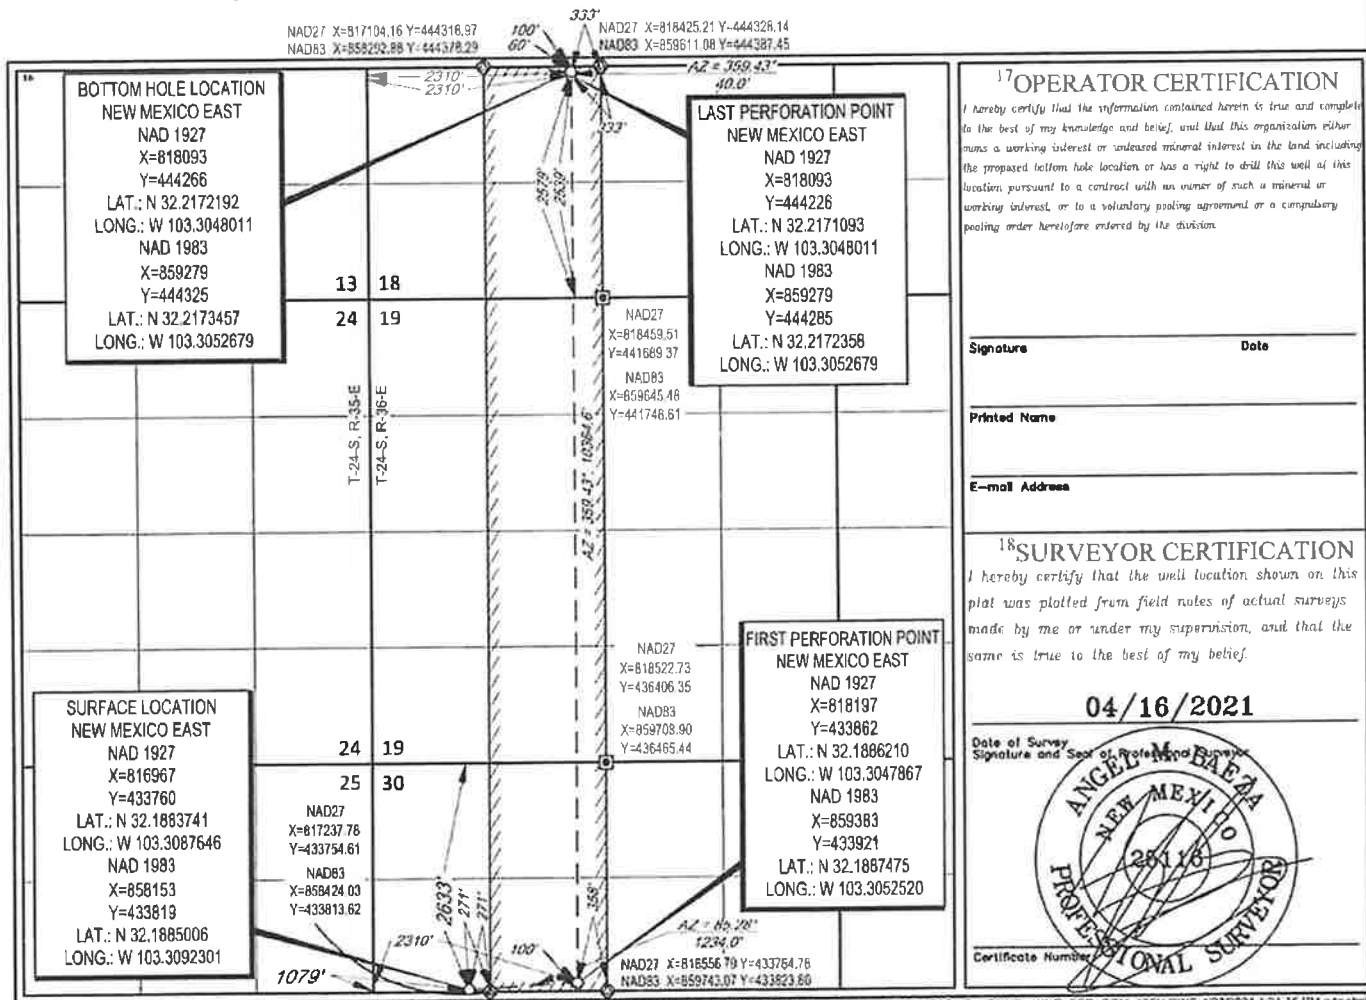 333'
NAD27 X=817104.16 Y=444318.97
NAD83 X=858292.88 Y=444378.29
100'
60'
NAD27 X=818425.21 Y=444328.14
NAD83 X=859611.08 Y=444387.45
16
2310'
2310'
AZ = 359.43°
40.0'
333'
BOTTOM HOLE LOCATION
NEW MEXICO EAST
NAD 1927
X=818093
Y=444266
LAT.: N 32.2172192
LONG.: W 103.3048011
NAD 1983
X=859279
Y=444325
LAT.: N 32.2173457
LONG.: W 103.3052679
LAST PERFORATION POINT
NEW MEXICO EAST
NAD 1927
X=818093
Y=444226
LAT.: N 32.2171093
LONG.: W 103.3048011
NAD 1983
X=859279
Y=444285
LAT.: N 32.2172358
LONG.: W 103.3052679
2579'
2539'
13 18
24 19
NAD27
X=818459.51
Y=441689.37
NAD83
X=859645.48
Y=441748.61
T-24-S, R-35-E
T-24-S, R-36-E
AZ = 359.43°, 10364.6'
NAD27
X=818522.73
Y=436406.35
NAD83
X=859708.90
Y=436465.44
FIRST PERFORATION POINT
NEW MEXICO EAST
NAD 1927
X=818197
Y=433862
LAT.: N 32.1886210
LONG.: W 103.3047867
NAD 1983
X=859383
Y=433921
LAT.: N 32.1887475
LONG.: W 103.3052520
SURFACE LOCATION
NEW MEXICO EAST
NAD 1927
X=816967
Y=433760
LAT.: N 32.1883741
LONG.: W 103.3087646
NAD 1983
X=858153
Y=433819
LAT.: N 32.1885006
LONG.: W 103.3092301
24 19
25 30
NAD27
X=817237.78
Y=433754.61
NAD83
X=858424.03
Y=433813.62
2633'
271'
271'
2310'
100'
358'
1079'
AZ = 85.28°
1234.0'
NAD27 X=818556.79 Y=433764.76
NAD83 X=859743.07 Y=433823.80
17 OPERATOR CERTIFICATION
I hereby certify that the information contained herein is true and complete
to the best of my knowledge and belief, and that this organization either
owns a working interest or unleased mineral interest in the land including
the proposed bottom hole location or has a right to drill this well at this
location pursuant to a contract with an owner of such a mineral or
working interest, or to a voluntary pooling agreement or a compulsory
pooling order heretofore entered by the division.
Signature Date
Printed Name
E-mail Address
18 SURVEYOR CERTIFICATION
I hereby certify that the well location shown on this
plat was plotted from field notes of actual surveys
made by me or under my supervision, and that the
same is true to the best of my belief.
04/16/2021
Date of Survey
Signature and Seal of Professional Surveyor
ANGEL M. BAEZA
NEW MEXICO
25116
PROFESSIONAL SURVEYOR
Certificate Number